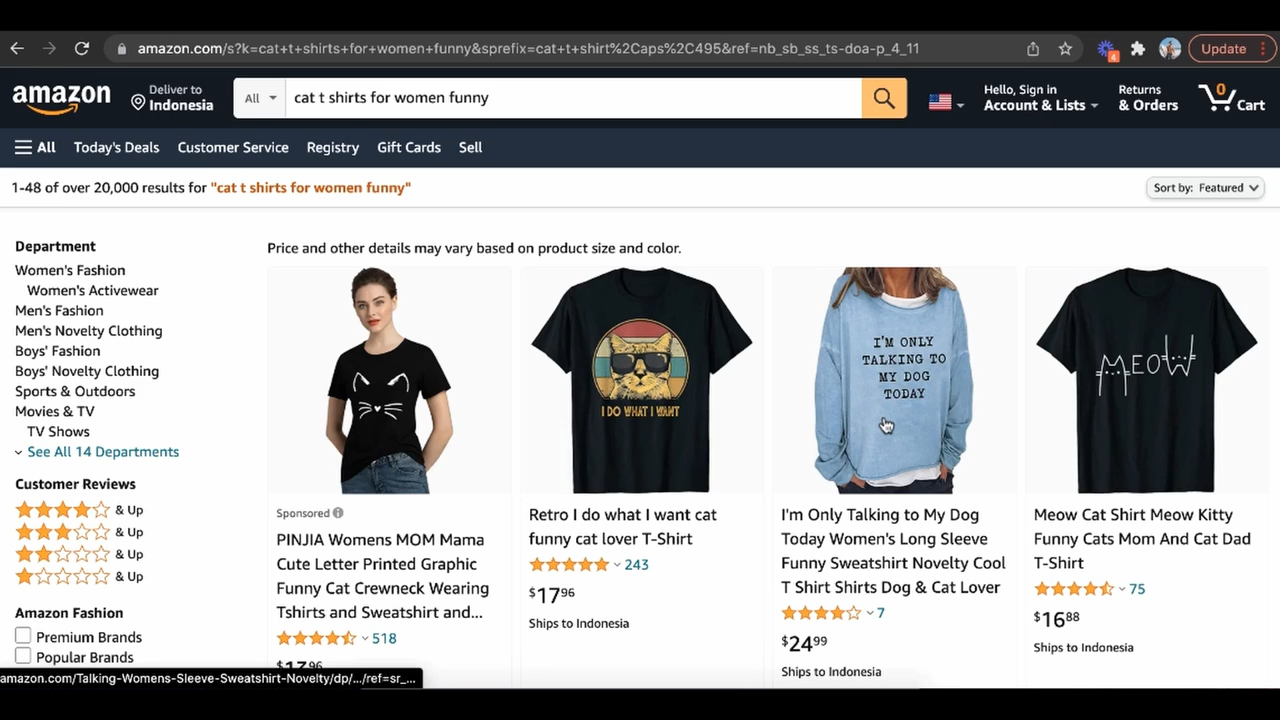 amazon.com/s?k=cat+t+shirts+for+women+funny&sprefix=cat+t+shirt%2Caps%2C495&ref=nb_sb_ss_ts-doa-p_4_11
4
Update
amazon
Deliver to
Indonesia
All
cat t shirts for women funny
Hello, Sign in
Account & Lists
Returns
& Orders
0
Cart
All
Today's Deals
Customer Service
Registry
Gift Cards
Sell
1-48 of over 20,000 results for "cat t shirts for women funny"
Sort by: Featured
Department
Women's Fashion
Women's Activewear
Men's Fashion
Men's Novelty Clothing
Boys' Fashion
Boys' Novelty Clothing
Sports & Outdoors
Movies & TV
TV Shows
See All 14 Departments
Customer Reviews
& Up
& Up
& Up
& Up
Amazon Fashion
Premium Brands
Popular Brands
amazon.com/Talking-Womens-Sleeve-Sweatshirt-Novelty/dp/.../ref=sr_...
Price and other details may vary based on product size and color.
Sponsored
PINJIA Womens MOM Mama
Cute Letter Printed Graphic
Funny Cat Crewneck Wearing
Tshirts and Sweatshirt and...
518
I DO WHAT I WANT
Retro I do what I want cat
funny cat lover T-Shirt
243
$1796
Ships to Indonesia
I'M ONLY
TALKING TO
MY DOG
TODAY
I'm Only Talking to My Dog
Today Women's Long Sleeve
Funny Sweatshirt Novelty Cool
T Shirt Shirts Dog & Cat Lover
7
$2499
Ships to Indonesia
MEOW
Meow Cat Shirt Meow Kitty
Funny Cats Mom And Cat Dad
T-Shirt
75
$1688
Ships to Indonesia